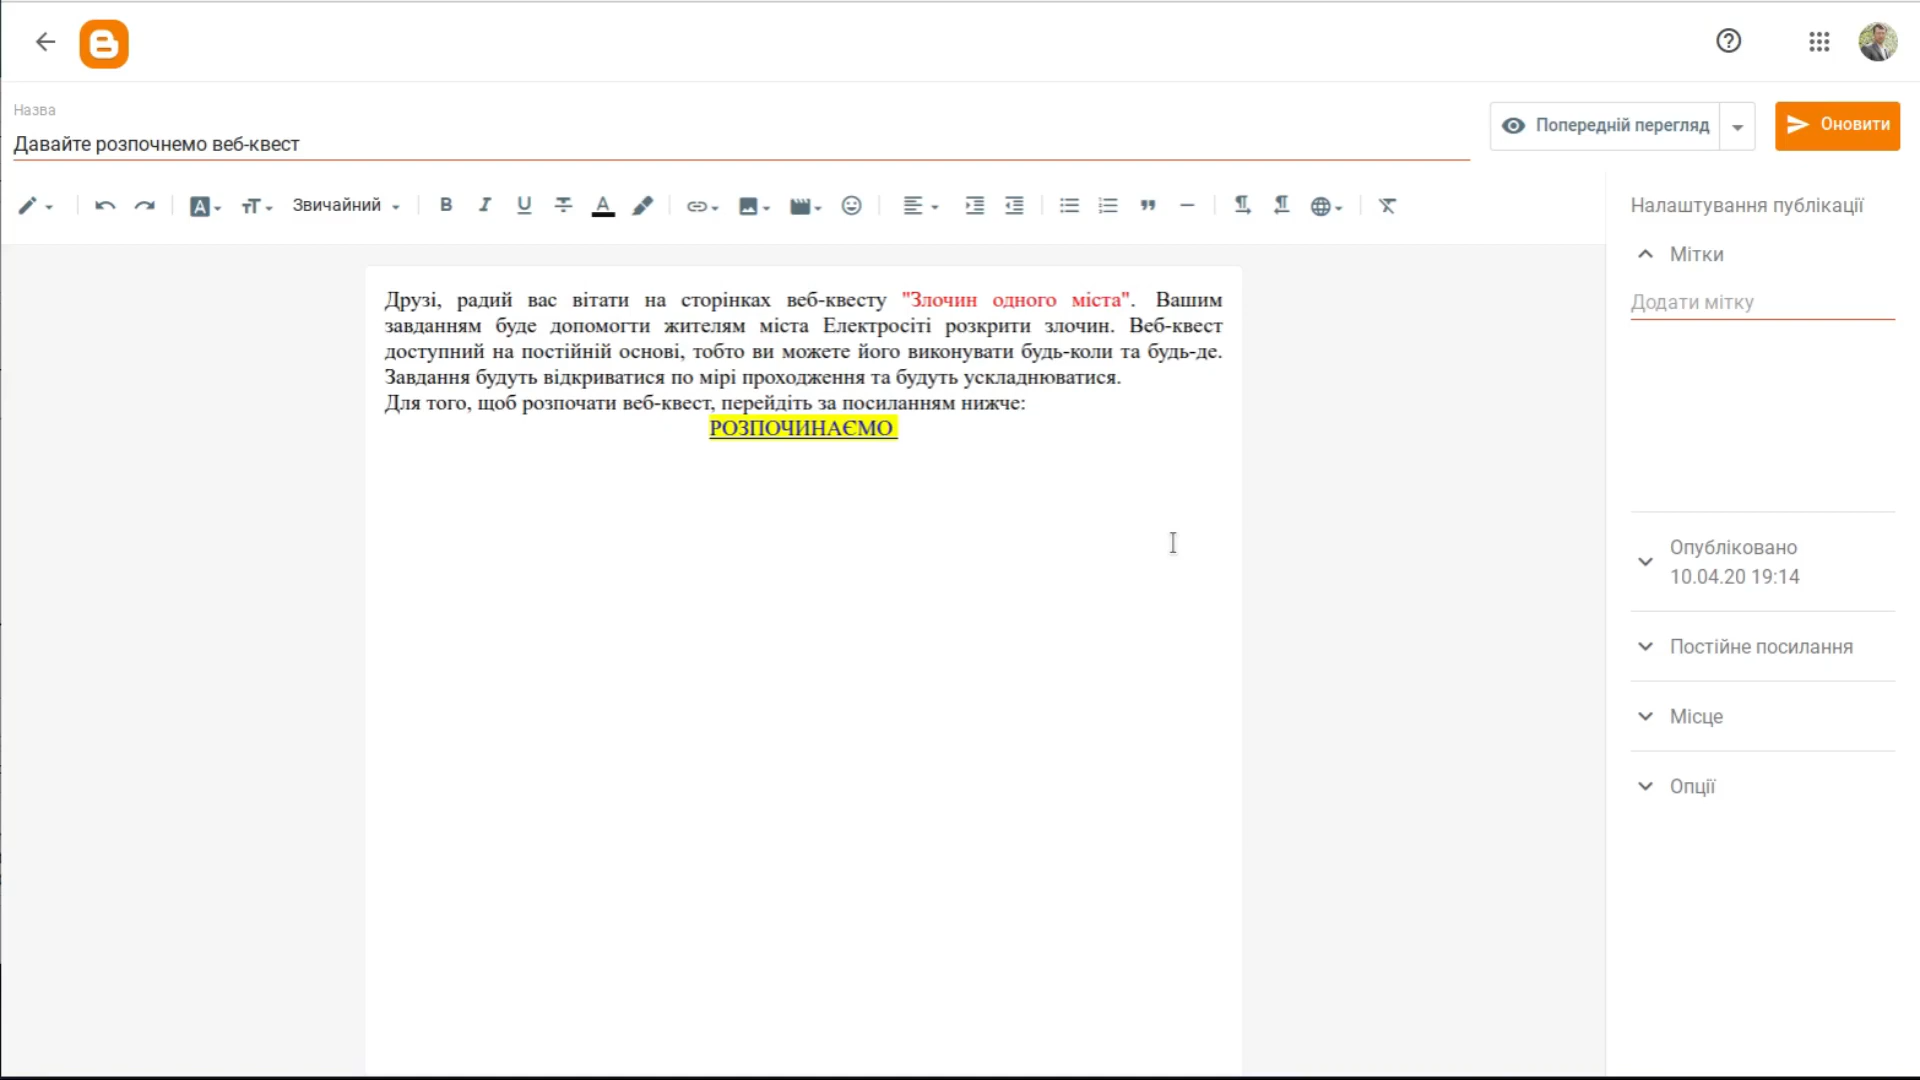 Назва
Давайте розпочнемо веб-квест
Попередній перегляд
Оновити
Звичайний
Друзі, радий вас вітати на сторінках веб-квесту "Злочин одного міста". Вашим
завданням буде допомогти жителям міста Електросіті розкрити злочин. Веб-квест
доступний на постійній основі, тобто ви можете його виконувати будь-коли та будь-де.
Завдання будуть відкриватися по мірі проходження та будуть ускладнюватися.
Для того, щоб розпочати веб-квест, перейдіть за посиланням нижче:
РОЗПОЧИНАЄМО
Налаштування публікації
Мітки
Додати мітку
Опубліковано
10.04.20 19:14
Постійне посилання
Місце
Опції